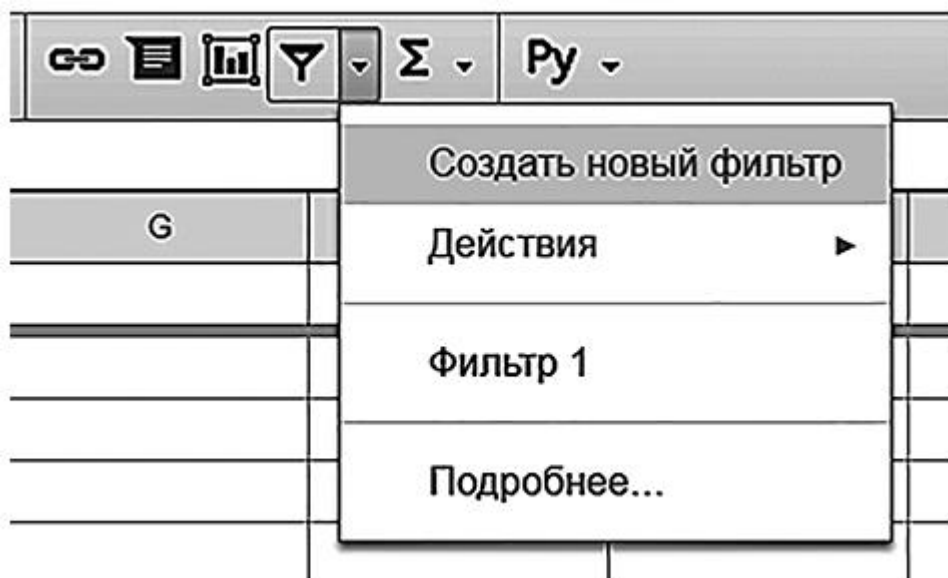 Σ Ру
Создать новый фильтр
G
Действия
Фильтр 1
Подробнее...